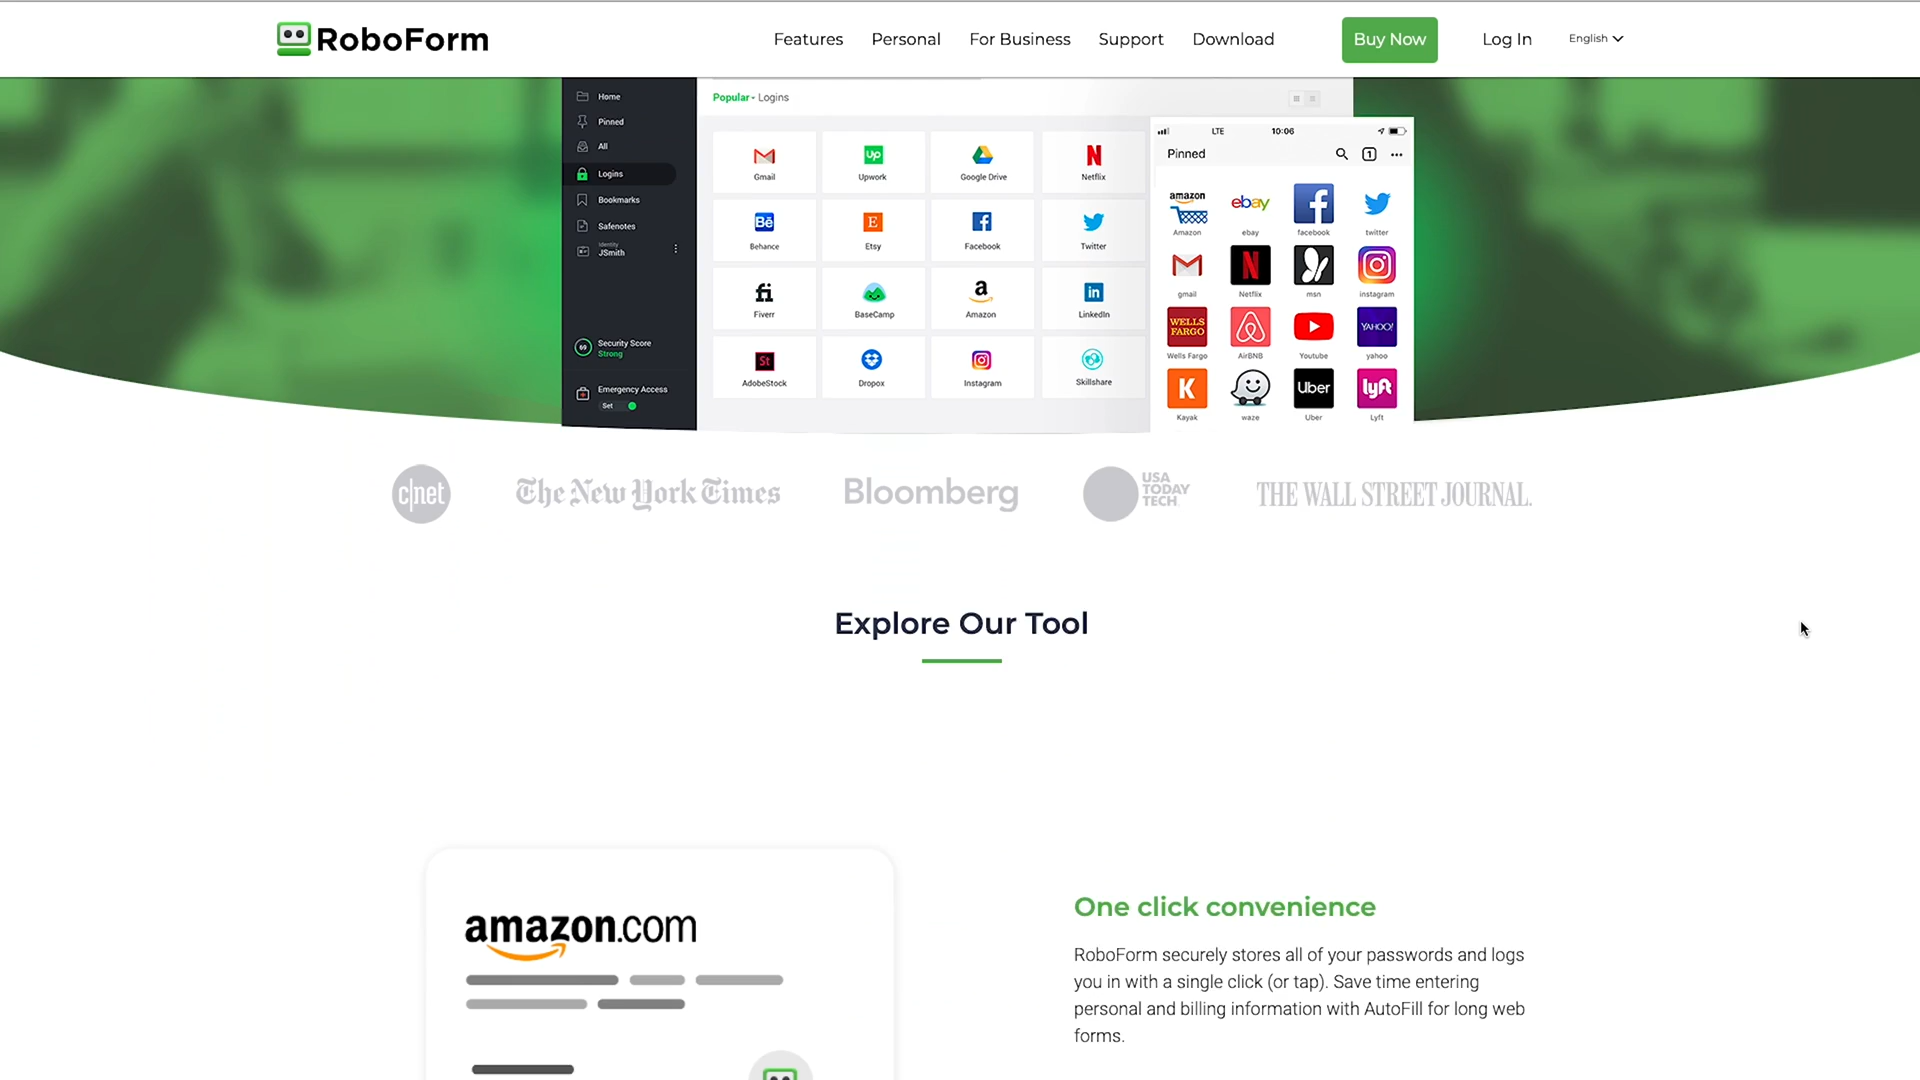 RoboForm
Features Personal For Business Support Download Buy Now Log In English
Home
Pinned
All
Logins
Bookmarks
Safenotes
Identity
JSmith
69 Security Score
Strong
Emergency Access
Set
Popular - Logins
Gmail Upwork Google Drive Netflix
Behance Etsy Facebook Twitter
Fiverr BaseCamp Amazon LinkedIn
AdobeStock Dropox Instagram Skillshare
LTE 10:06
Pinned 1
amazon ebay
Amazon ebay facebook twitter
gmail Netflix msn instagram
WELLS FARGO YAHOO!
Wells Fargo AirBNB Youtube yahoo
K Uber lyft
Kayak waze Uber Lyft
c|net The New York Times Bloomberg USA TODAY TECH THE WALL STREET JOURNAL.
Explore Our Tool
amazon.com
One click convenience
RoboForm securely stores all of your passwords and logs
you in with a single click (or tap). Save time entering
personal and billing information with AutoFill for long web
forms.